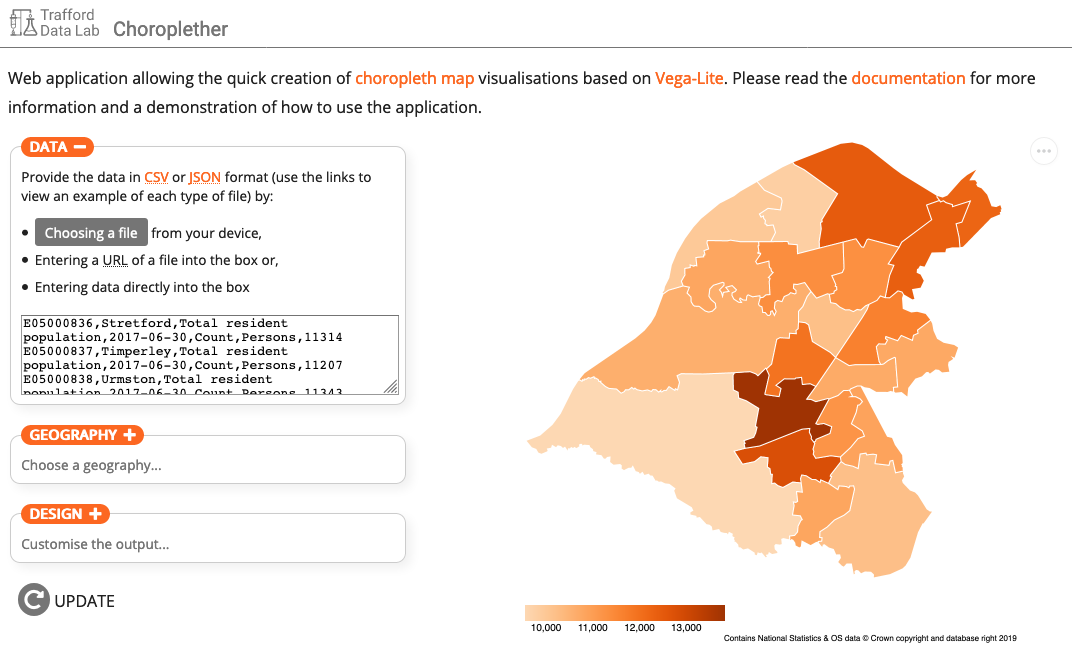 Trafford
Data Lab
Choroplether
Web application allowing the quick creation of choropleth map visualisations based on Vega-Lite. Please read the documentation for more
information and a demonstration of how to use the application.
DATA
Provide the data in CSV or JSON format (use the links to
view an example of each type of file) by:
• Choosing a file from your device,
• Entering a URL of a file into the box or,
• Entering data directly into the box
E05000836,Stretford,Total resident
population,2017-06-30,Count,Persons,11314
E05000837,Timperley,Total resident
population,2017-06-30,Count,Persons,11207
E05000838,Urmston,Total resident
population,2017-06-30,Count,Persons,11343
GEOGRAPHY
Choose a geography...
DESIGN
Customise the output...
UPDATE
10,000 11,000 12,000 13,000
Contains National Statistics & OS data © Crown copyright and database right 2019